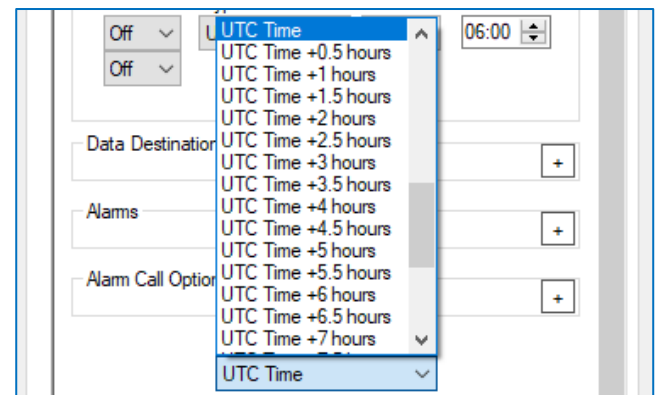 Off
UTC Time
06:00
UTC Time +0.5 hours
Off
UTC Time +1 hours
UTC Time +1.5 hours
UTC Time +2 hours
Data Destination
UTC Time +2.5 hours
UTC Time +3 hours
+
UTC Time +3.5 hours
Alarms
UTC Time +4 hours
UTC Time +4.5 hours
+
UTC Time +5 hours
Alarm Call Option
UTC Time +5.5 hours
UTC Time +6 hours
+
UTC Time +6.5 hours
UTC Time +7 hours
UTC Time